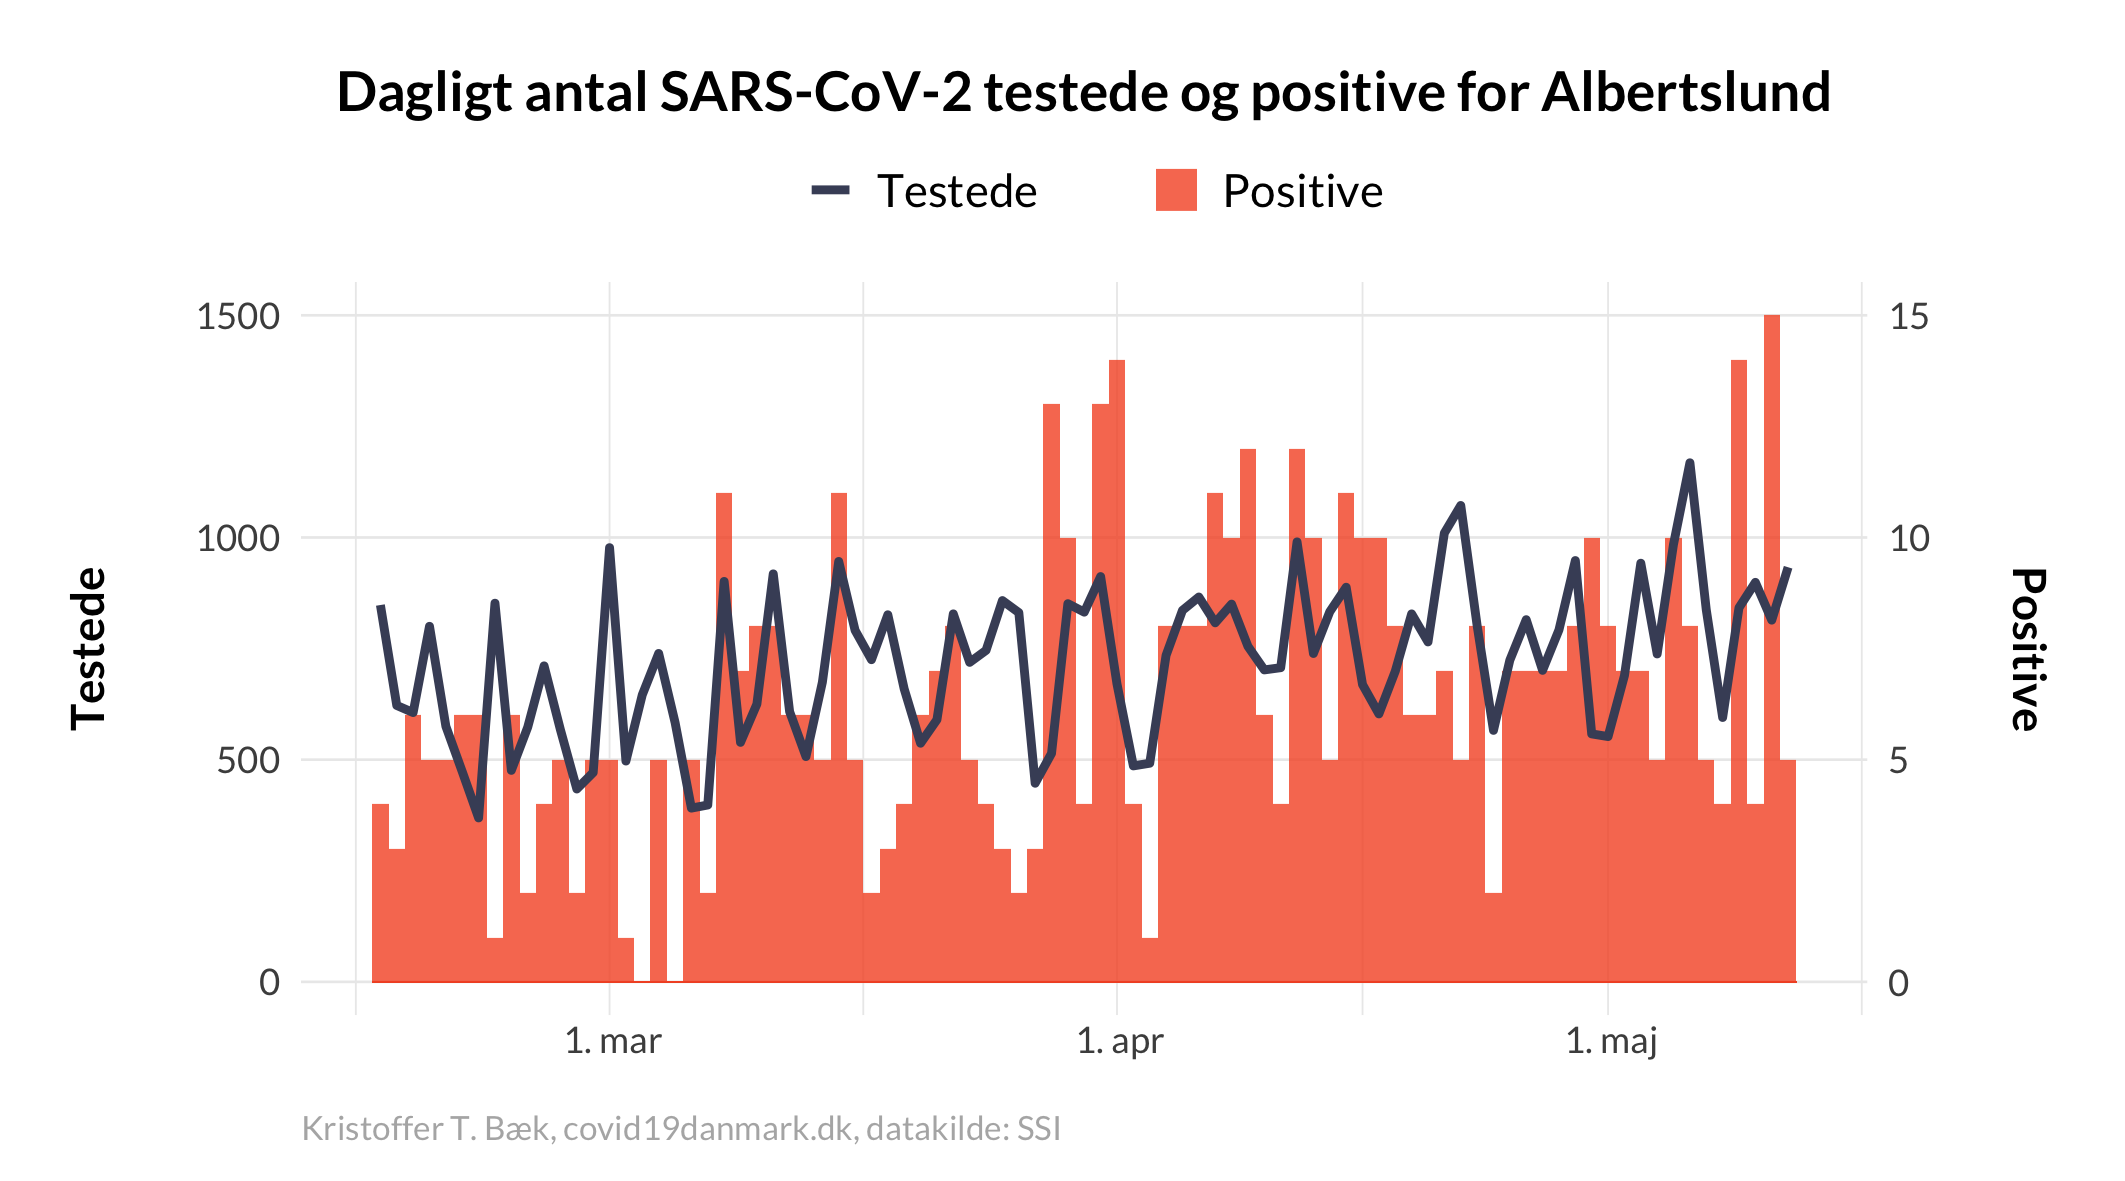 Dagligt antal SARS-CoV-2 testede og positive for Albertslund
Testede
Positive
1500
1000
500
0
Testede
15
10
5
0
Positive
1. mar
1. apr
1. maj
Kristoffer T. Bæk, covid19danmark.dk, datakilde: SSI